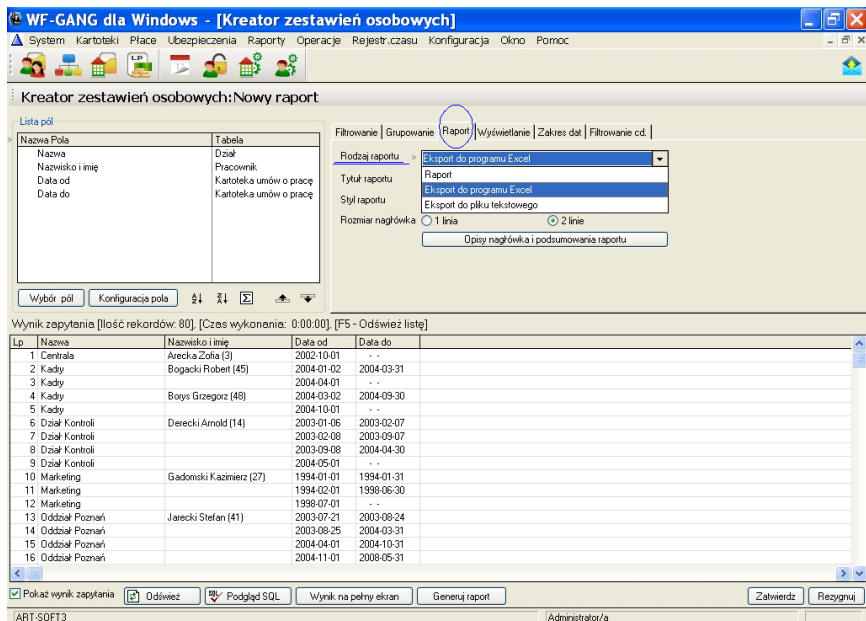 WF-GANG dla Windows - [Kreator zestawień osobowych]
System Kartoteki Płace Ubezpieczenia Raporty Operacje Rejestr.czasu Konfiguracja Okno Pomoc
LP
Kreator zestawień osobowych:Nowy raport
Lista pól
Nazwa Pola Tabela
Nazwa Dział
Nazwisko i imię Pracownik
Data od Kartoteka umów o pracę
Data do Kartoteka umów o pracę
Wybór pól Konfiguracja pola
Filtrowanie Grupowanie Raport Wyświetlanie Zakres dat Filtrowanie cd.
Rodzaj raportu » Eksport do programu Excel
Raport
Tytuł raportu Eksport do programu Excel
Styl raportu Eksport do pliku tekstowego
Rozmiar nagłówka 1 linia 2 linie
Opisy nagłówka i podsumowania raportu
Wynik zapytania [Ilość rekordów: 80], [Czas wykonania: 0:00:00], [F5 - Odśwież listę]
Lp Nazwa Nazwisko i imię Data od Data do
1 Centrala Arecka Zofia (3) 2002-10-01 - -
2 Kadry Bogacki Robert (45) 2004-01-02 2004-03-31
3 Kadry 2004-04-01 - -
4 Kadry Borys Grzegorz (48) 2004-03-02 2004-09-30
5 Kadry 2004-10-01 - -
6 Dział Kontroli Derecki Arnold (14) 2003-01-06 2003-02-07
7 Dział Kontroli 2003-02-08 2003-09-07
8 Dział Kontroli 2003-09-08 2004-04-30
9 Dział Kontroli 2004-05-01 - -
10 Marketing Gadomski Kazimierz (27) 1994-01-01 1994-01-31
11 Marketing 1994-02-01 1998-06-30
12 Marketing 1998-07-01 - -
13 Oddział Poznań Jarecki Stefan (41) 2003-07-21 2003-08-24
14 Oddział Poznań 2003-08-25 2004-03-31
15 Oddział Poznań 2004-04-01 2004-10-31
16 Oddział Poznań 2004-11-01 2008-05-31
Pokaż wynik zapytania Odśwież Podgląd SQL Wynik na pełny ekran Generuj raport Zatwierdz Rezygnuj
ART-SOFT3 Administrator/a